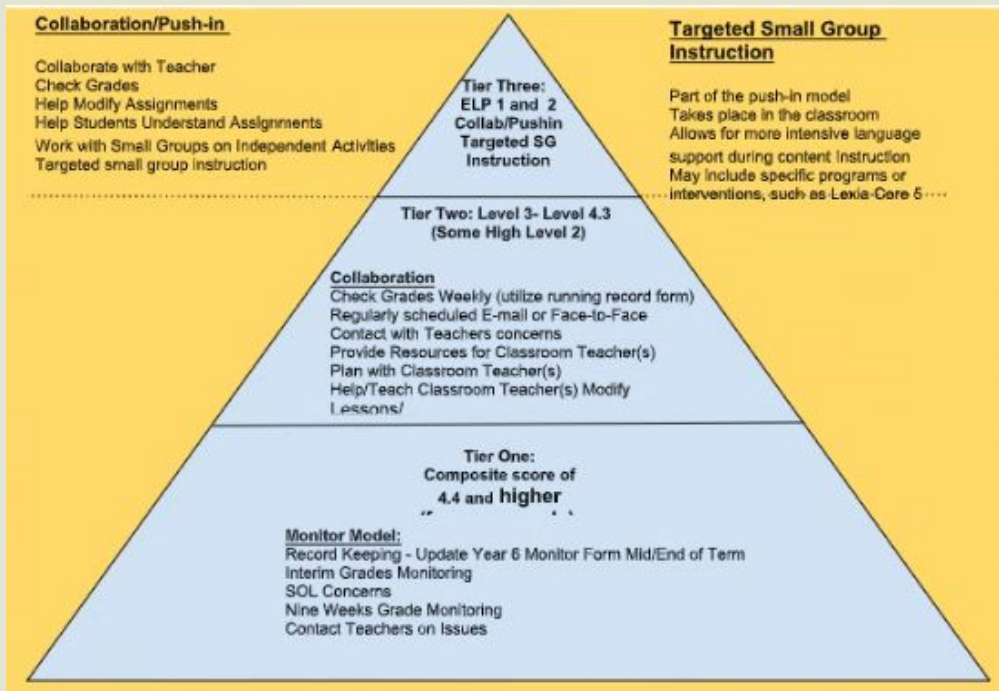 Collaboration/Push-in
Collaborate with Teacher
Check Grades
Help Modify Assignments
Help Students Understand Assignments
Work with Small Groups on Independent Activities
Targeted small group instruction
Targeted Small Group
Instruction
Part of the push-in model
Takes place in the classroom
Allows for more intensive language
support during content Instruction
May include specific programs or
interventions, such as Lexia Core 5
Tier Three:
ELP 1 and 2
Collab/Pushin
Targeted SG
Instruction
Tier Two: Level 3- Level 4.3
(Some High Level 2)
Collaboration
Check Grades Weekly (utilize running record form)
Regularly scheduled E-mail or Face-to-Face
Contact with Teachers concerns
Provide Resources for Classroom Teacher(s)
Plan with Classroom Teacher(s)
Help/Teach Classroom Teacher(s) Modify
Lessons/
Tier One:
Composite score of
4.4 and higher
Monitor Model:
Record Keeping - Update Year 6 Monitor Form Mid/End of Term
Interim Grades Monitoring
SOL Concerns
Nine Weeks Grade Monitoring
Contact Teachers on Issues